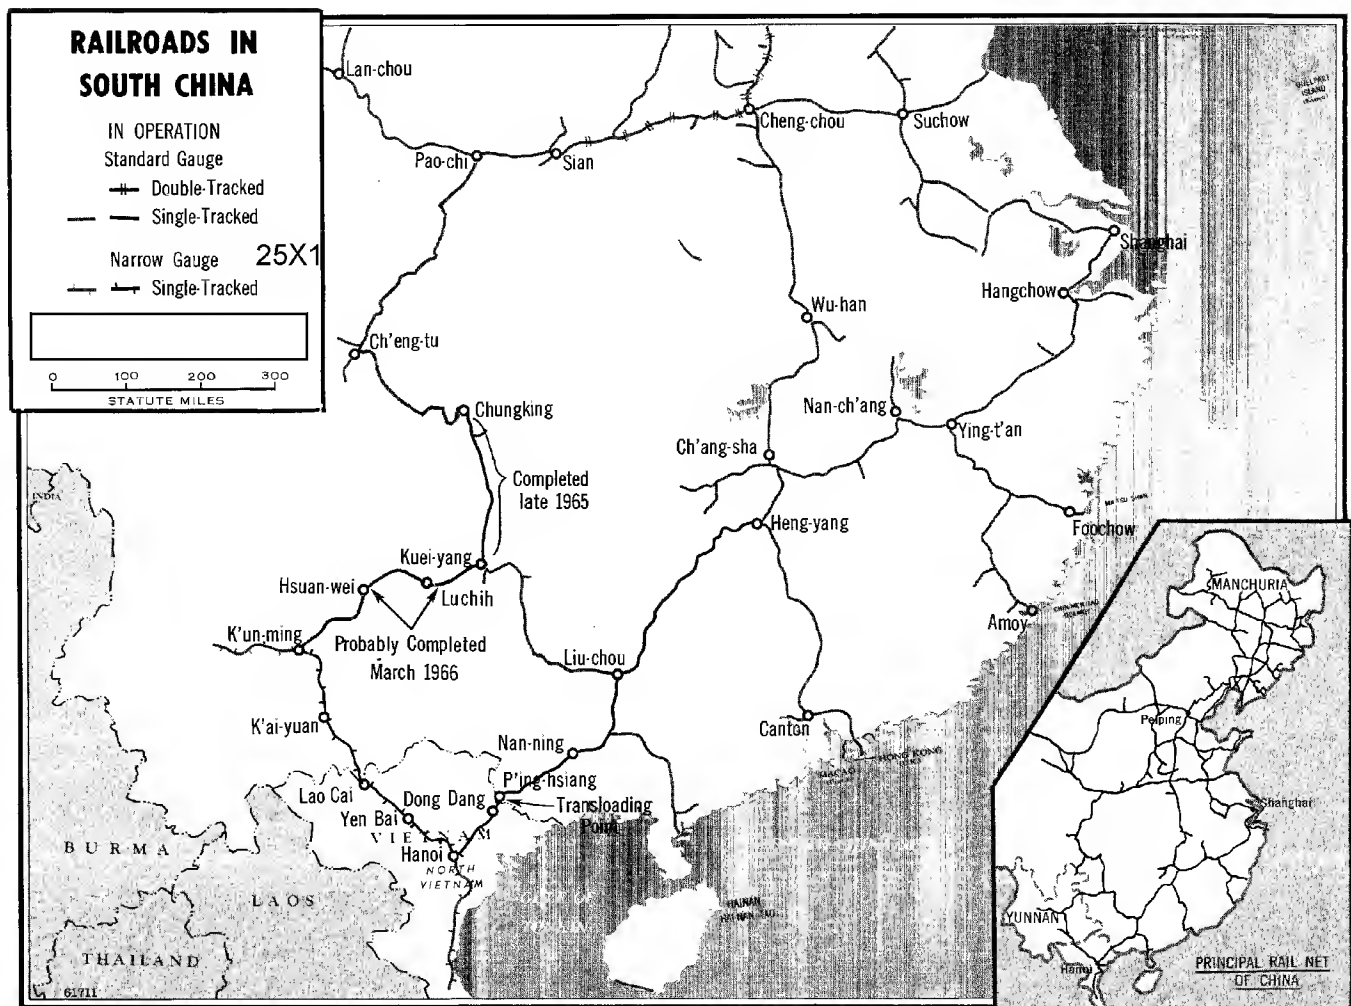 RAILROADS IN
SOUTH CHINA
IN OPERATION
Standard Gauge
Double-Tracked
Single-Tracked
Narrow Gauge 25X1
Single-Tracked
0 100 200 300
STATUTE MILES
Lan-chou
Cheng-chou
Suchow
Pao-chi
Sian
Shanghai
Hangchow
Wu-han
Ch'eng-tu
Chungking
Nan-ch'ang
Ying-t'an
Ch'ang-sha
Completed
late 1965
INDIA
Foochow
Heng-yang
Kuei-yang
Hsuan-wei
Luchih
Amoy
K'un-ming
Probably Completed
March 1966
Liu-chou
K'ai-yuan
Canton
Nan-ning
HONG KONG
MACAO
P'ing-hsiang
Lao Cai
Dong Dang
Transloading
Point
Yen Bai
VIETNAM
BURMA
Hanoi
NORTH
VIETNAM
LAOS
HAINAN
THAILAND
61711
MANCHURIA
Peiping
Shanghai
YUNNAN
Hanoi
PRINCIPAL RAIL NET
OF CHINA